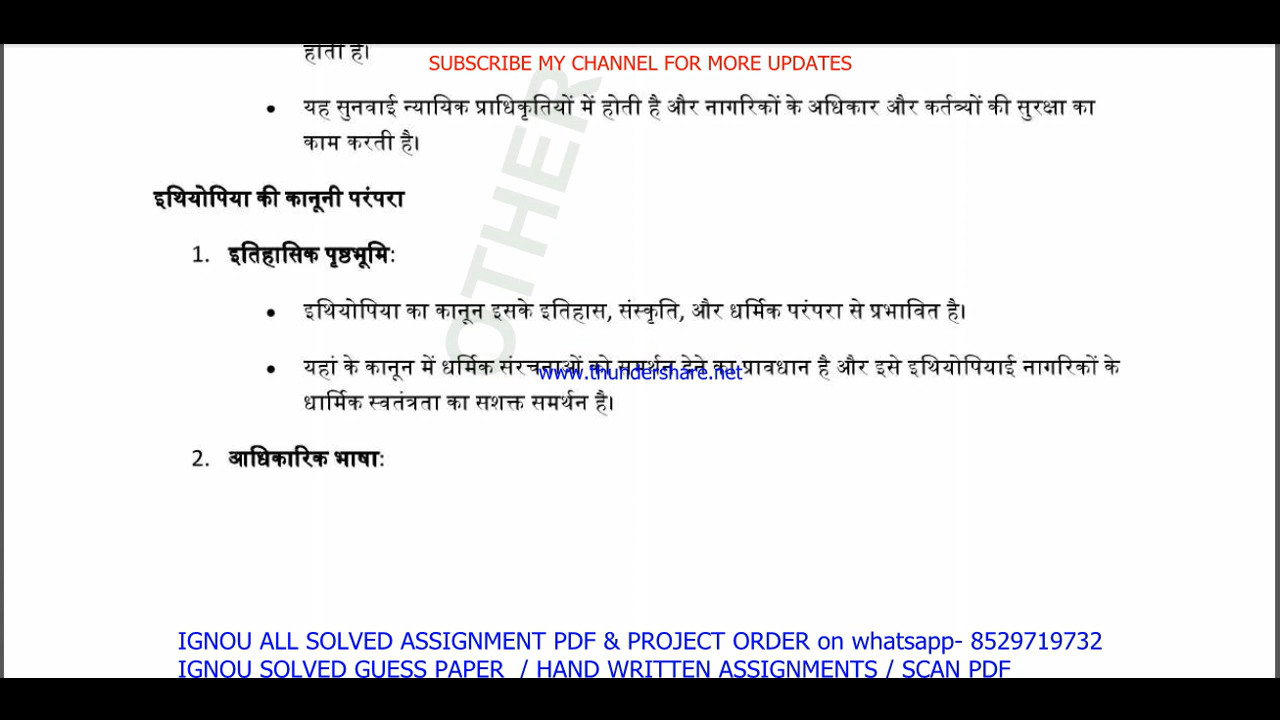 होती है।
SUBSCRIBE MY CHANNEL FOR MORE UPDATES
• यह सुनवाई न्यायिक प्राधिकृतियों में होती है और नागरिकों के अधिकार और कर्तव्यों की सुरक्षा का
काम करती है।
OTHER
इथियोपिया की कानूनी परंपरा
1. इतिहासिक पृष्ठभूमि:
• इथियोपिया का कानून इसके इतिहास, संस्कृति, और धर्मिक परंपरा से प्रभावित है।
• यहां के कानून में धर्मिक संरचनाओं को समर्थन देने का प्रावधान है और इसे इथियोपियाई नागरिकों के
www.thundershare.net
धार्मिक स्वतंत्रता का सशक्त समर्थन है।
2. आधिकारिक भाषा:
IGNOU ALL SOLVED ASSIGNMENT PDF & PROJECT ORDER on whatsapp- 8529719732
IGNOU SOLVED GUESS PAPER / HAND WRITTEN ASSIGNMENTS / SCAN PDF